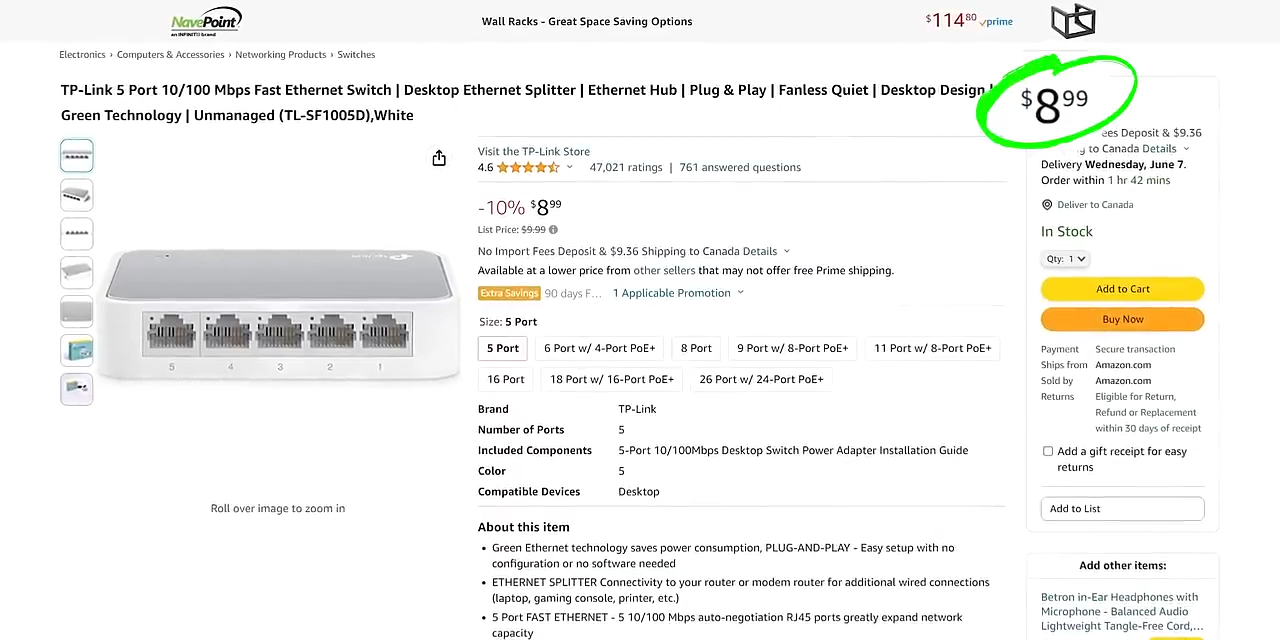 NavePoint
an INFINITI brand
Wall Racks - Great Space Saving Options
$114.80 prime
Electronics › Computers & Accessories › Networking Products › Switches
TP-Link 5 Port 10/100 Mbps Fast Ethernet Switch | Desktop Ethernet Splitter | Ethernet Hub | Plug & Play | Fanless Quiet | Desktop Design |
Green Technology | Unmanaged (TL-SF1005D),White
Visit the TP-Link Store
4.6 47,021 ratings | 761 answered questions
-10% $8.99
List Price: $9.99
No Import Fees Deposit & $9.36 Shipping to Canada Details
Available at a lower price from other sellers that may not offer free Prime shipping.
Extra Savings 90 days F... 1 Applicable Promotion
Size: 5 Port
5 Port 6 Port w/ 4-Port PoE+ 8 Port 9 Port w/ 8-Port PoE+ 11 Port w/ 8-Port PoE+
16 Port 18 Port w/ 16-Port PoE+ 26 Port w/ 24-Port PoE+
Brand TP-Link
Number of Ports 5
Included Components 5-Port 10/100Mbps Desktop Switch Power Adapter Installation Guide
Color 5
Compatible Devices Desktop
About this item
• Green Ethernet technology saves power consumption, PLUG-AND-PLAY - Easy setup with no
configuration or no software needed
• ETHERNET SPLITTER Connectivity to your router or modem router for additional wired connections
(laptop, gaming console, printer, etc.)
• 5 Port FAST ETHERNET - 5 10/100 Mbps auto-negotiation RJ45 ports greatly expand network
capacity
5 4 3 2 1
Roll over image to zoom in
$8.99
ees Deposit & $9.36
g to Canada Details
Delivery Wednesday, June 7.
Order within 1 hr 42 mins
Deliver to Canada
In Stock
Qty: 1
Add to Cart
Buy Now
Payment Secure transaction
Ships from Amazon.com
Sold by Amazon.com
Returns Eligible for Return,
Refund or Replacement
within 30 days of receipt
Add a gift receipt for easy
returns
Add to List
Add other items:
Betron in-Ear Headphones with
Microphone - Balanced Audio
Lightweight Tangle-Free Cord,...